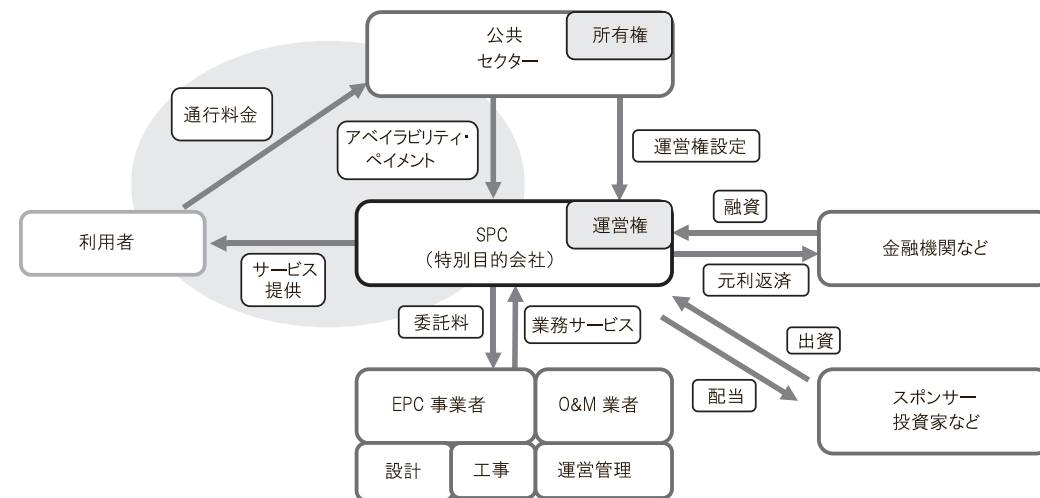 公共
セクター
所有権
通行料金
アベイラビリティ・
ペイメント
運営権設定
利用者
SPC
（特別目的会社）
運営権
融資
金融機関など
サービス
提供
元利返済
委託料
業務サービス
出資
配当
EPC 事業者
O&M 業者
スポンサー
投資家など
設計
工事
運営管理